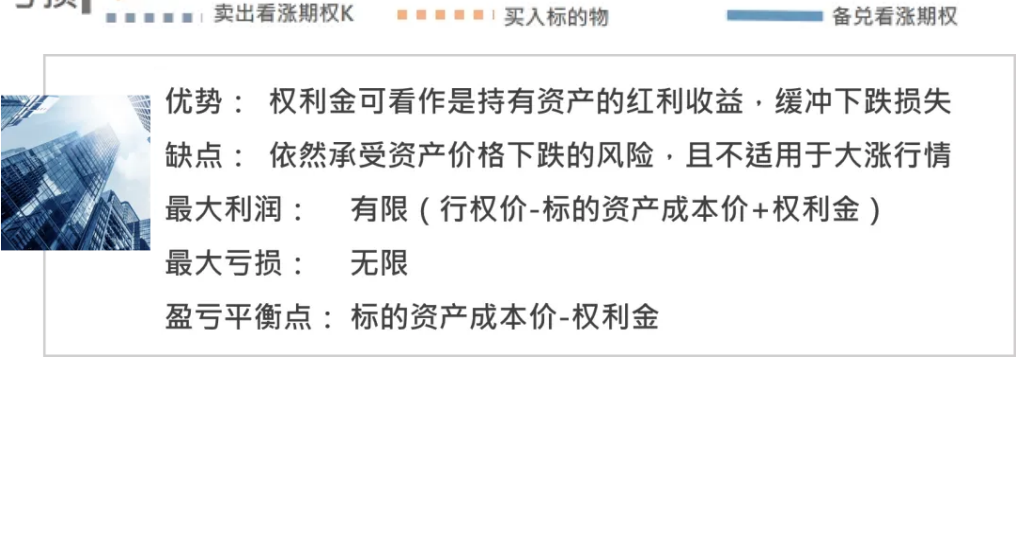 亏损
卖出看涨期权K 买入标的物 备兑看涨期权
优势： 权利金可看作是持有资产的红利收益，缓冲下跌损失
缺点： 依然承受资产价格下跌的风险，且不适用于大涨行情
最大利润： 有限（行权价-标的资产成本价+权利金）
最大亏损： 无限
盈亏平衡点： 标的资产成本价-权利金